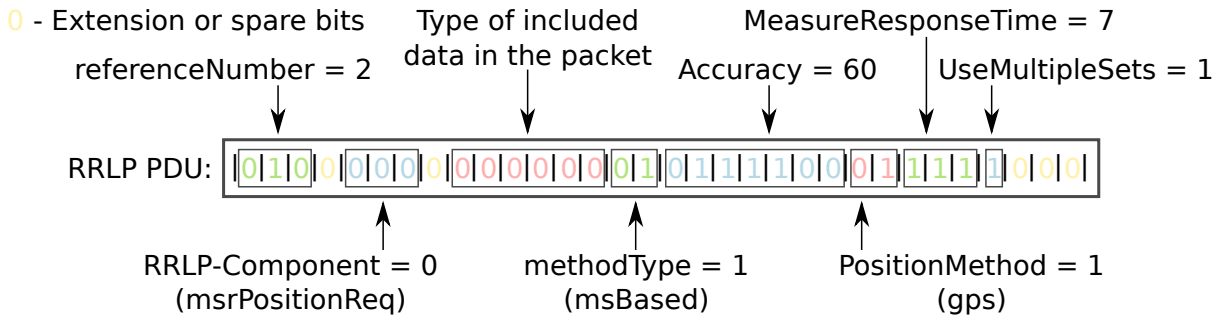 0 - Extension or spare bits
Type of included
data in the packet
MeasureResponseTime = 7
referenceNumber = 2
Accuracy = 60
UseMultipleSets = 1
RRLP PDU: |0|1|0|0|0|0|0|0|0|0|0|0|0|0|0|1|0|1|1|1|1|0|0|0|1|1|1|1|1|0|0|0|
RRLP-Component = 0
(msrPositionReq)
methodType = 1
(msBased)
PositionMethod = 1
(gps)